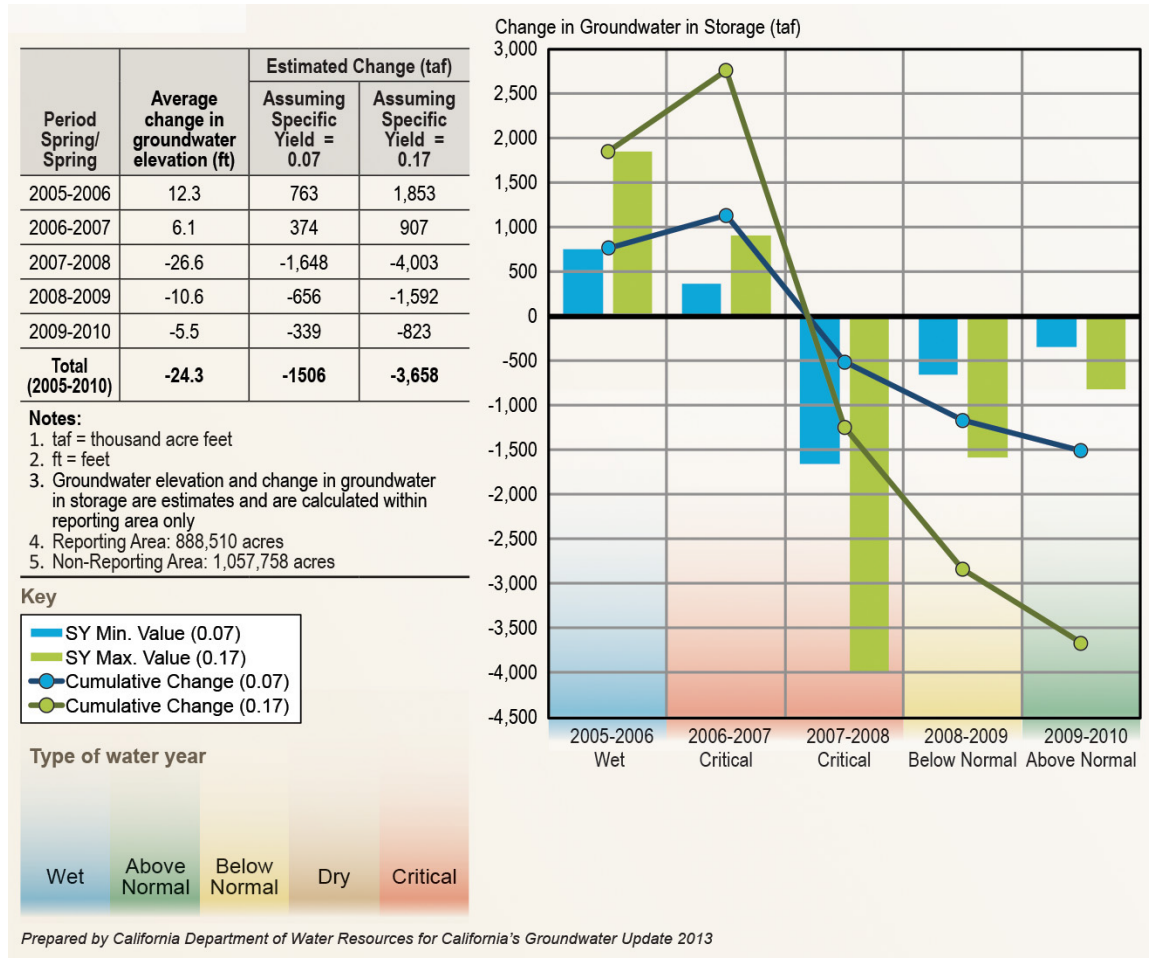 Estimated Change (taf)
Period Spring/ Spring
Average change in groundwater elevation (ft)
Assuming Specific Yield = 0.07
Assuming Specific Yield = 0.17
2005-2006 12.3 763 1,853
2006-2007 6.1 374 907
2007-2008 -26.6 -1,648 -4,003
2008-2009 -10.6 -656 -1,592
2009-2010 -5.5 -339 -823
Total (2005-2010) -24.3 -1506 -3,658
Notes:
1. taf = thousand acre feet
2. ft = feet
3. Groundwater elevation and change in groundwater
in storage are estimates and are calculated within
reporting area only
4. Reporting Area: 888,510 acres
5. Non-Reporting Area: 1,057,758 acres
Key
SY Min. Value (0.07)
SY Max. Value (0.17)
Cumulative Change (0.07)
Cumulative Change (0.17)
Type of water year
Wet
Above Normal
Below Normal
Dry
Critical
Change in Groundwater in Storage (taf)
3,000
2,500
2,000
1,500
1,000
500
0
-500
-1,000
-1,500
-2,000
-2,500
-3,000
-3,500
-4,000
-4,500
2005-2006 2006-2007 2007-2008 2008-2009 2009-2010
Wet Critical Critical Below Normal Above Normal
Prepared by California Department of Water Resources for California's Groundwater Update 2013